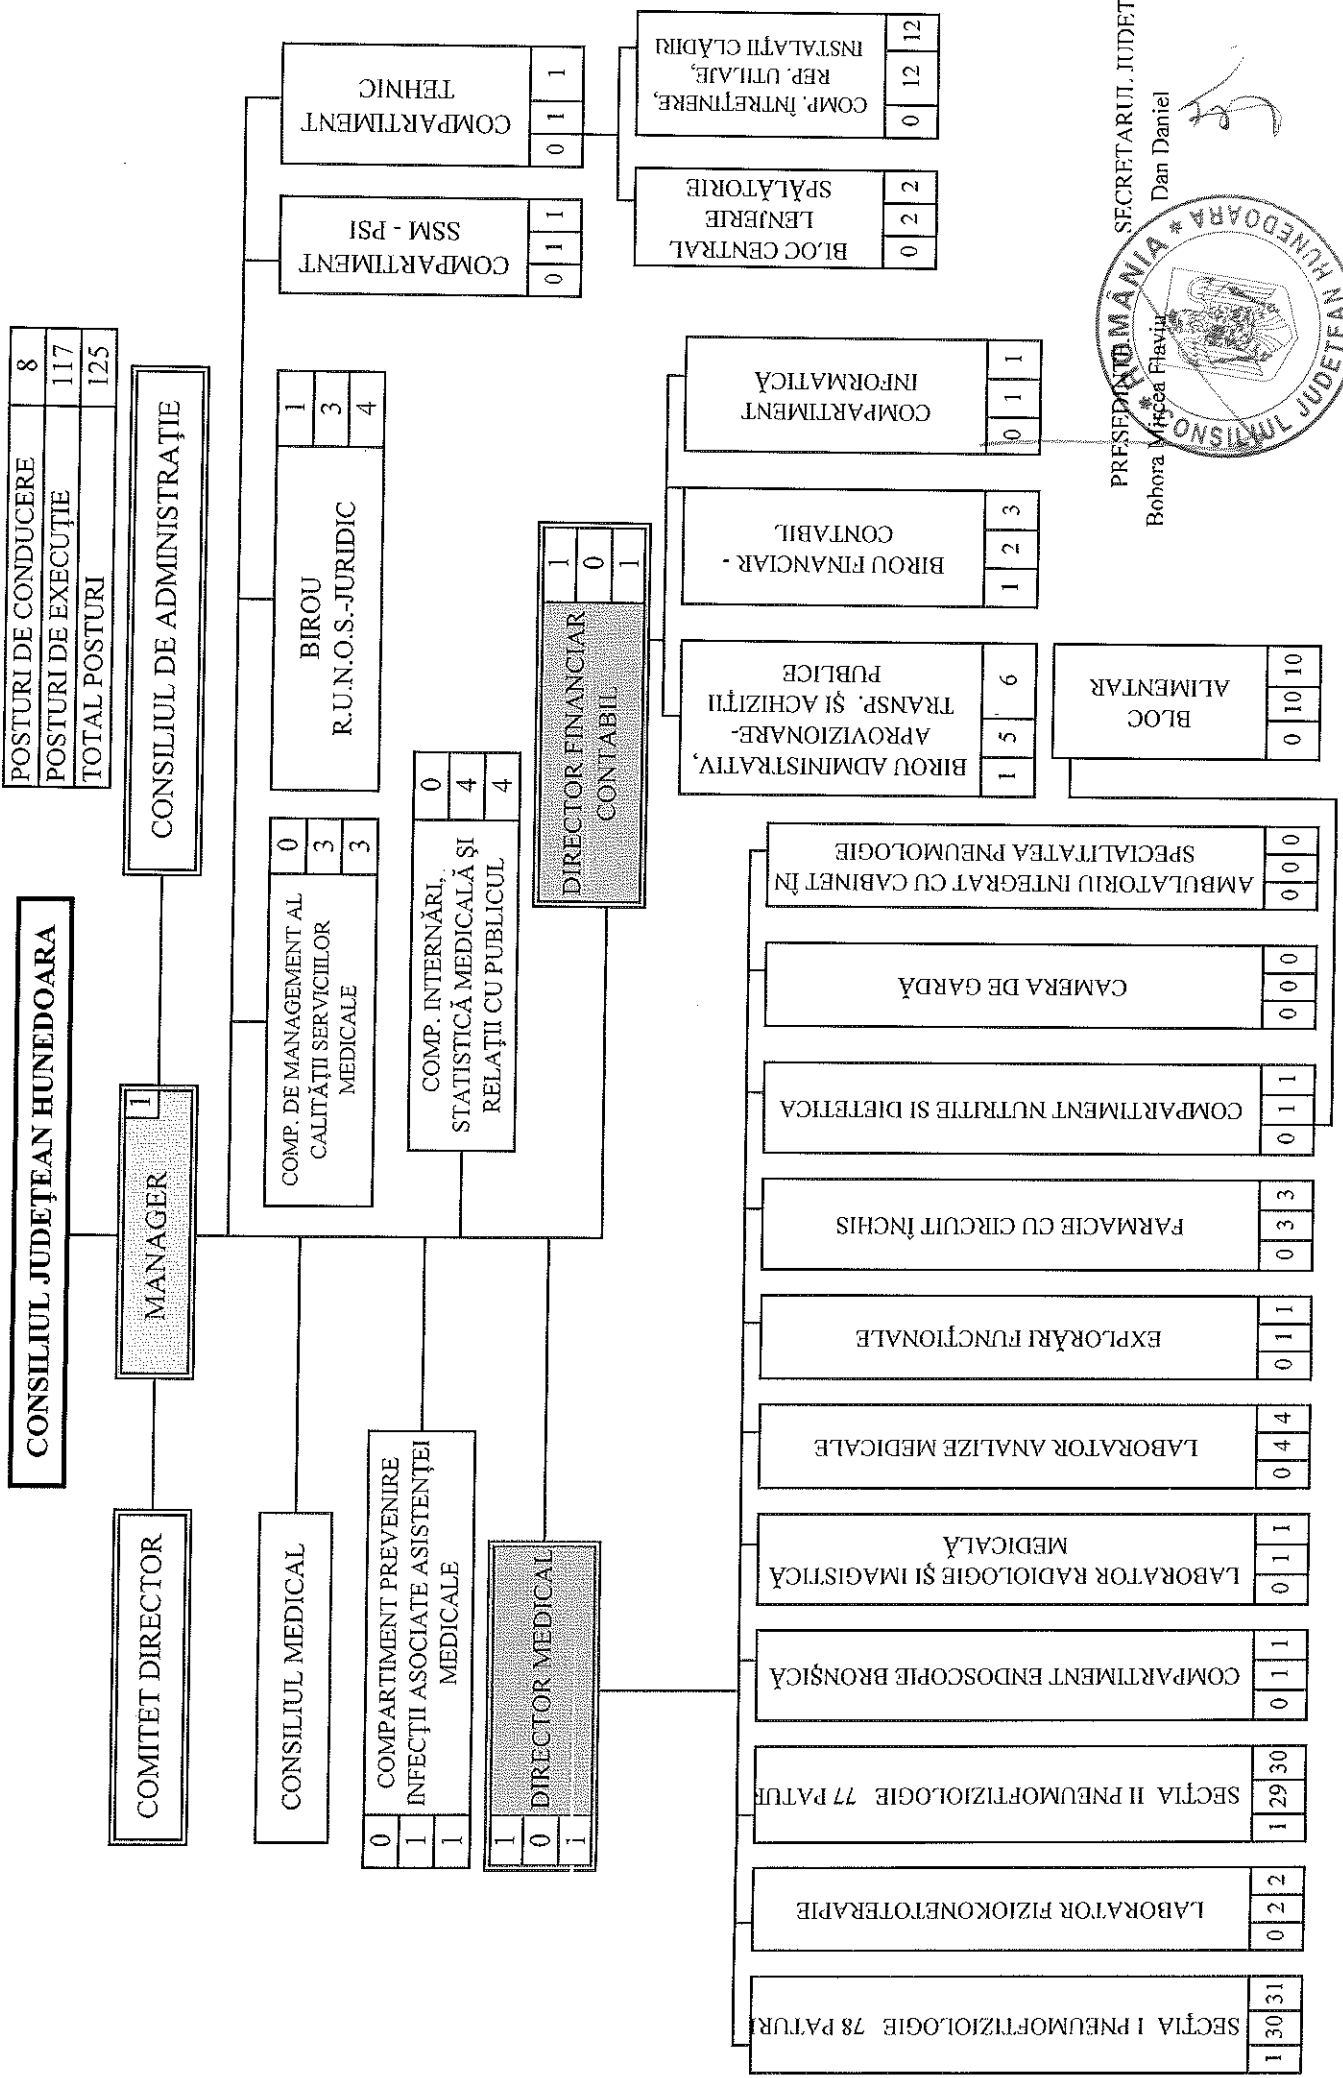 CONSILIUL JUDEȚEAN HUNEDOARA
POSTURI DE CONDUCERE 8
POSTURI DE EXECUȚIE 117
TOTAL POSTURI 125
COMITET DIRECTOR
MANAGER 1
CONSILIUL DE ADMINISTRAȚIE
CONSILIUL MEDICAL
COMP. DE MANAGEMENT AL
CALITĂȚII SERVICIILOR
MEDICALE
0
3
3
BIROU
R.U.N.O.S.-JURIDIC
1
3
4
COMPARTIMENT
SSM - PSI
0 1 1
COMPARTIMENT
TEHNIC
0 1 1
BLOC CENTRAL
LENJERIE
SPĂLĂTORIE
0 2 2
COMP. ÎNTREȚINERE,
REP. UTILAJE,
INSTALAȚII CLĂDIRI
0 12 12
COMPARTIMENT PREVENIRE
INFECȚII ASOCIATE ASISTENȚEI
MEDICALE
0
1
1
COMP. INTERNĂRI,
STATISTICĂ MEDICALĂ ȘI
RELAȚII CU PUBLICUL
0
4
4
DIRECTOR MEDICAL
1
0
1
DIRECTOR FINANCIAR
CONTABIL
1
0
1
BIROU ADMINISTRATIV,
APROVIZIONARE-
TRANSP. ȘI ACHIZIȚII
PUBLICE
1 5 6
BIROU FINANCIAR -
CONTABIL
1 2 3
COMPARTIMENT
INFORMATICĂ
0 1 1
SECȚIA I PNEUMOFTIZIOLOGIE 78 PATURI
1 30 31
LABORATOR FIZIOKONETOTERAPIE
0 2 2
SECȚIA II PNEUMOFTIZIOLOGIE 77 PATUR
1 29 30
COMPARTIMENT ENDOSCOPIE BRONȘICĂ
0 1 1
LABORATOR RADIOLOGIE ȘI IMAGISTICĂ
MEDICALĂ
0 1 1
LABORATOR ANALIZE MEDICALE
0 4 4
EXPLORĂRI FUNCȚIONALE
0 1 1
FARMACIE CU CIRCUIT ÎNCHIS
0 3 3
COMPARTIMENT NUTRITIE SI DIETETICA
0 1 1
CAMERA DE GARDĂ
0 0 0
AMBULATORIU INTEGRAT CU CABINET ÎN
SPECIALITATEA PNEUMOLOGIE
0 0 0
BLOC
ALIMENTAR
0 10 10
PRESEDINTE
Bobora Mircea Flaviu
SECRETARUL JUDEȚ
Dan Daniel
ROMÂNIA
CONSILIUL JUDEȚEAN HUNEDOARA